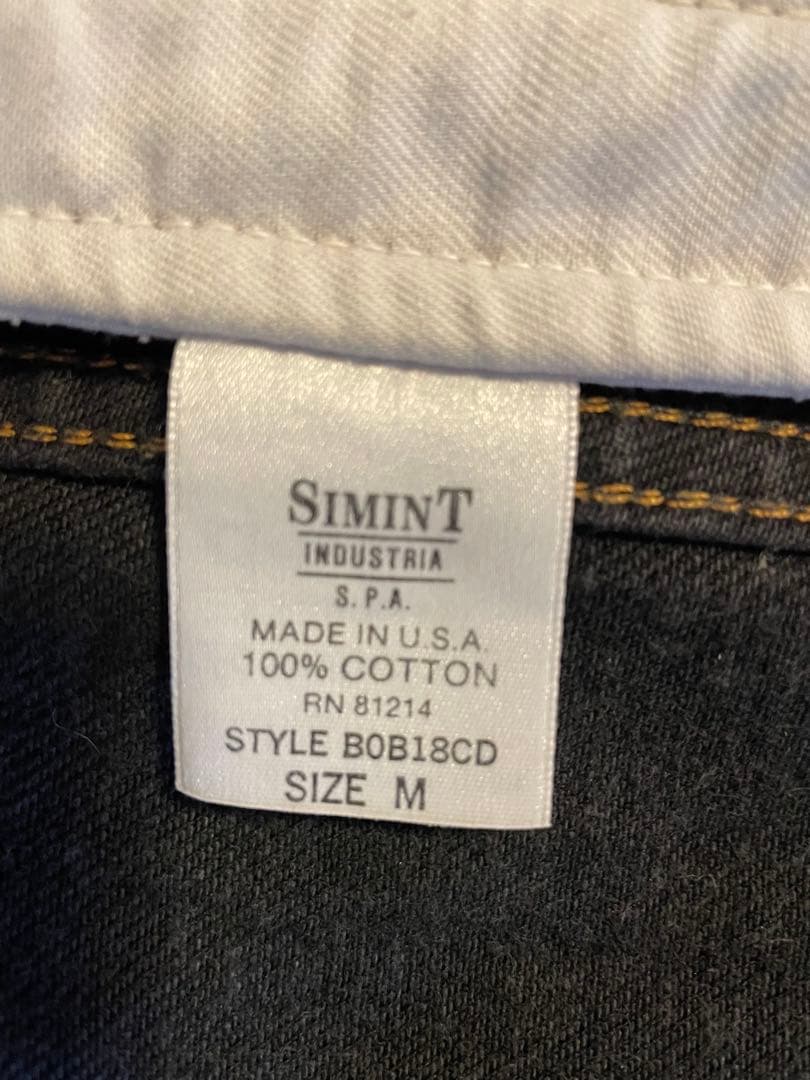 SIMINT
INDUSTRIA
S.P.A.
MADE IN U.S.A.
100% COTTON
RN 81214
STYLE B0B18CD
SIZE M